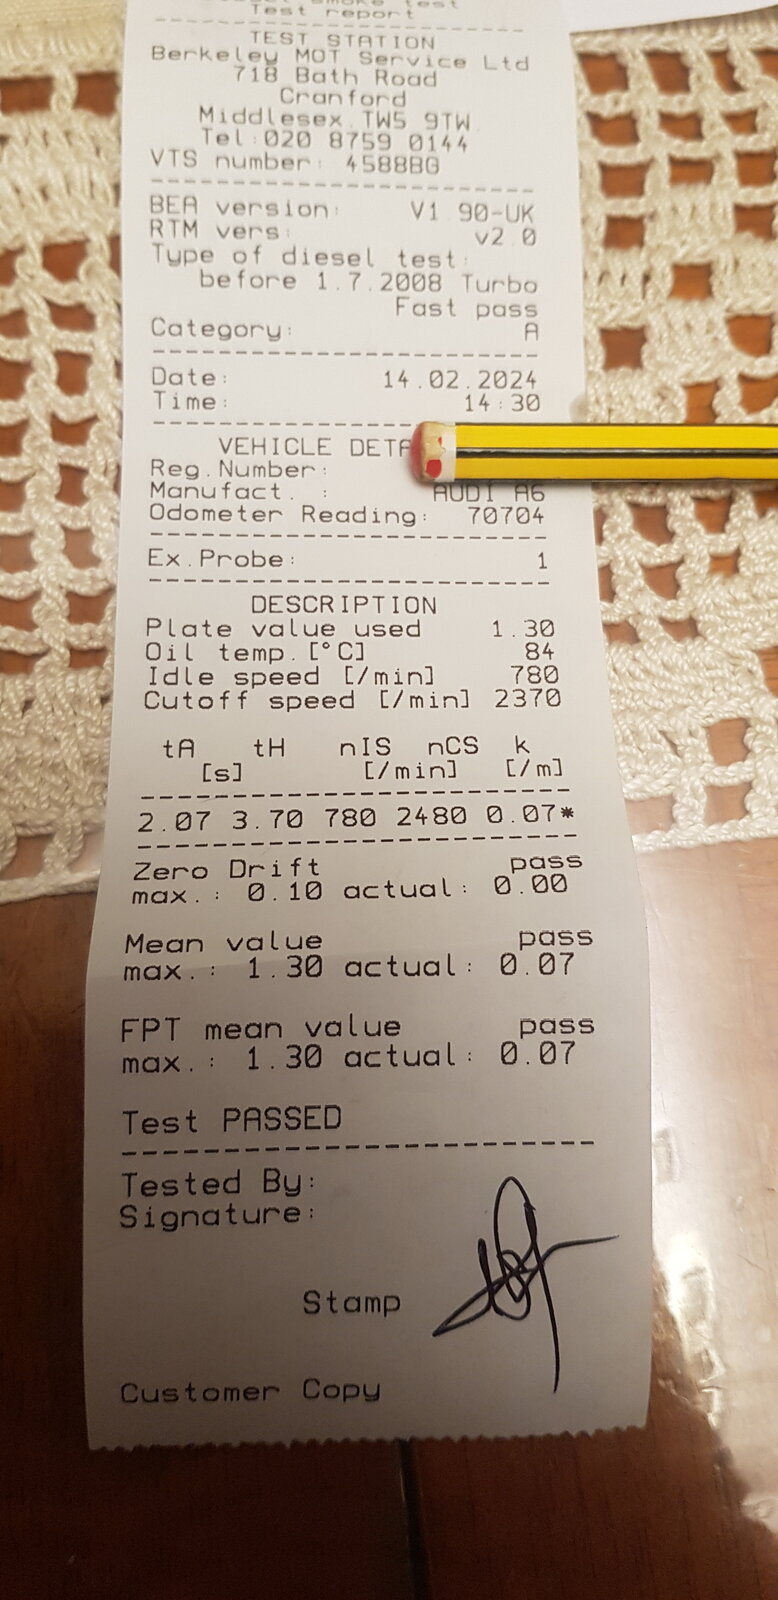 smoke test
Test report
TEST STATION
Berkeley MOT Service Ltd
718 Bath Road
Cranford
Middlesex. TW5 9TW
Tel:020 8759 0144
VTS number: 4588BG
BEA version: V1.90-UK
RTM vers: v2.0
Type of diesel test:
before 1.7.2008 Turbo
Fast pass
Category: A
Date: 14.02.2024
Time: 14:30
VEHICLE
Reg.Number:
Manufact. : AUDI A6
Odometer Reading: 70704
Ex.Probe: 1
DESCRIPTION
Plate value used 1.30
Oil temp.[°C] 84
Idle speed [/min] 780
Cutoff speed [/min] 2370
tA tH nIS nCS k
[s] [/min] [/m]
2.07 3.70 780 2480 0.07*
Zero Drift pass
max.: 0.10 actual: 0.00
Mean value pass
max.: 1.30 actual: 0.07
FPT mean value pass
max.: 1.30 actual: 0.07
Test PASSED
Tested By:
Signature:
Stamp
Customer Copy